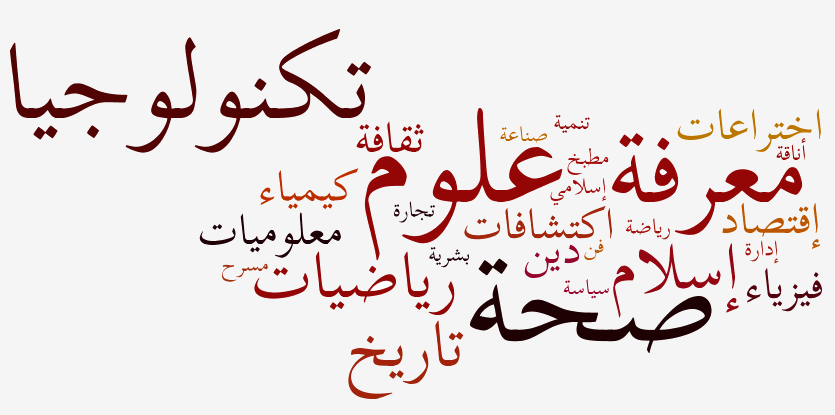 تكنولوجيا
اختراعات
تنمية
صناعة
ثقافة
أناقة
مطبخ
معرفة
علوم
إسلامي
كيمياء
تجارة
إقتصاد
رياضة
اكتشافات
معلوميات
إدارة
فن
دين
بشرية
مسرح
رياضيات
إسلام
سياسة
فيزياء
صحة
تاريخ